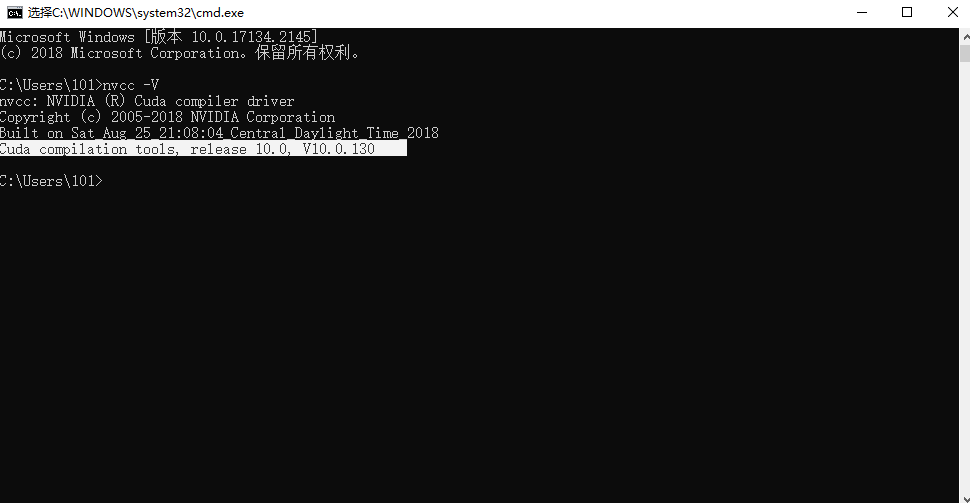 选择C:\WINDOWS\system32\cmd.exe
Microsoft Windows [版本 10.0.17134.2145]
(c) 2018 Microsoft Corporation。保留所有权利。
C:\Users\101>nvcc -V
nvcc: NVIDIA (R) Cuda compiler driver
Copyright (c) 2005-2018 NVIDIA Corporation
Built on Sat_Aug_25_21:08:04_Central_Daylight_Time_2018
Cuda compilation tools, release 10.0, V10.0.130
C:\Users\101>